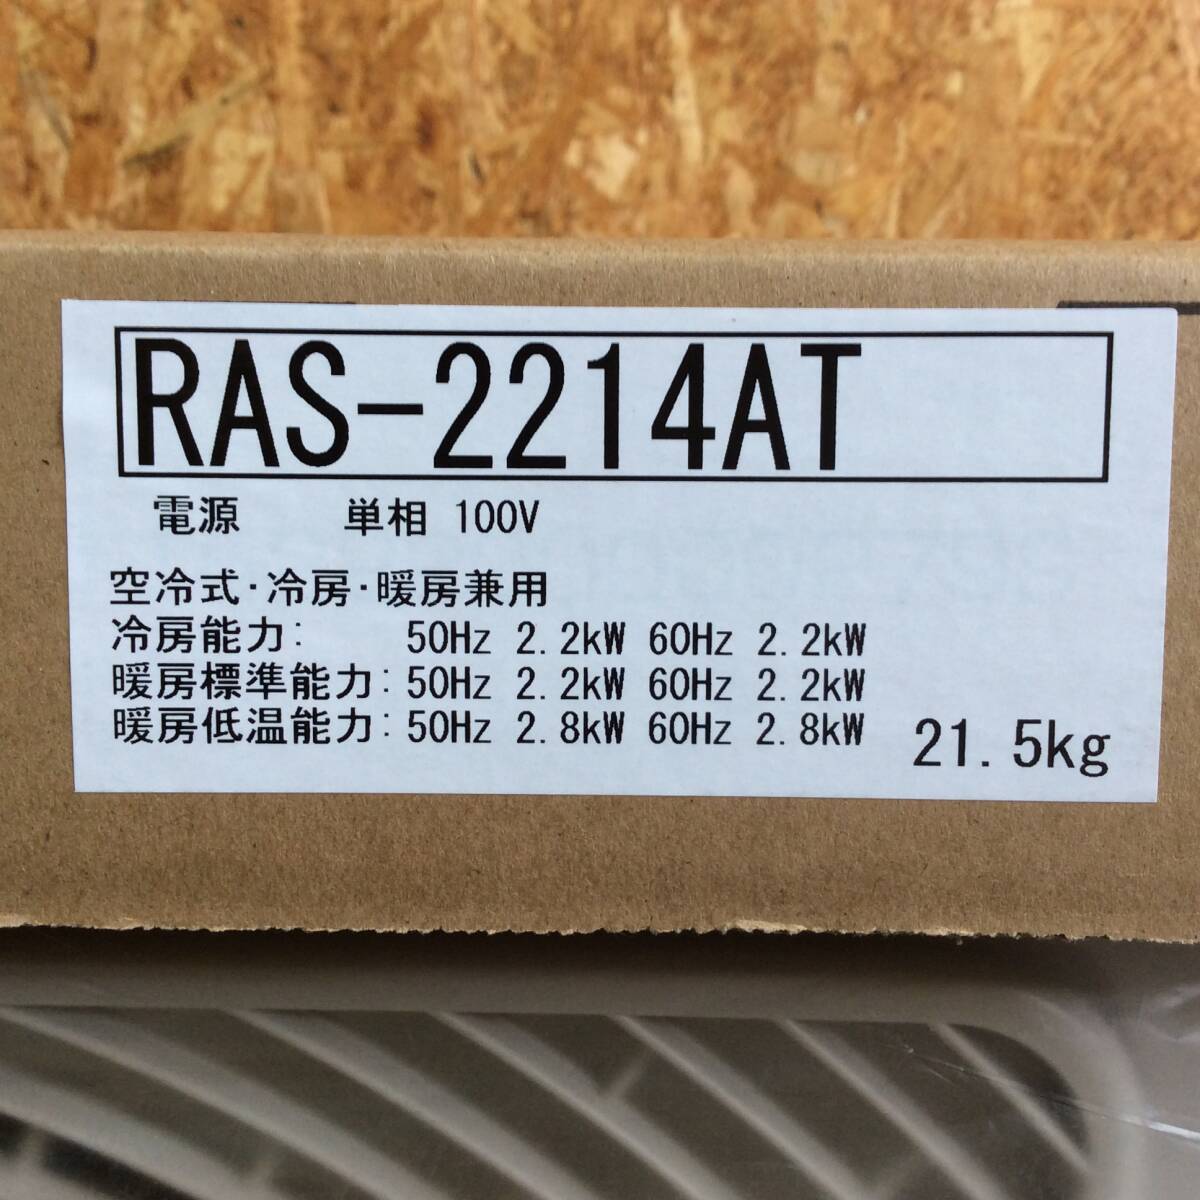 RAS-2214AT
電源 単相 100V
空冷式・冷房・暖房兼用
冷房能力: 50Hz 2.2kW 60Hz 2.2kW
暖房標準能力: 50Hz 2.2kW 60Hz 2.2kW
暖房低温能力: 50Hz 2.8kW 60Hz 2.8kW
21.5kg